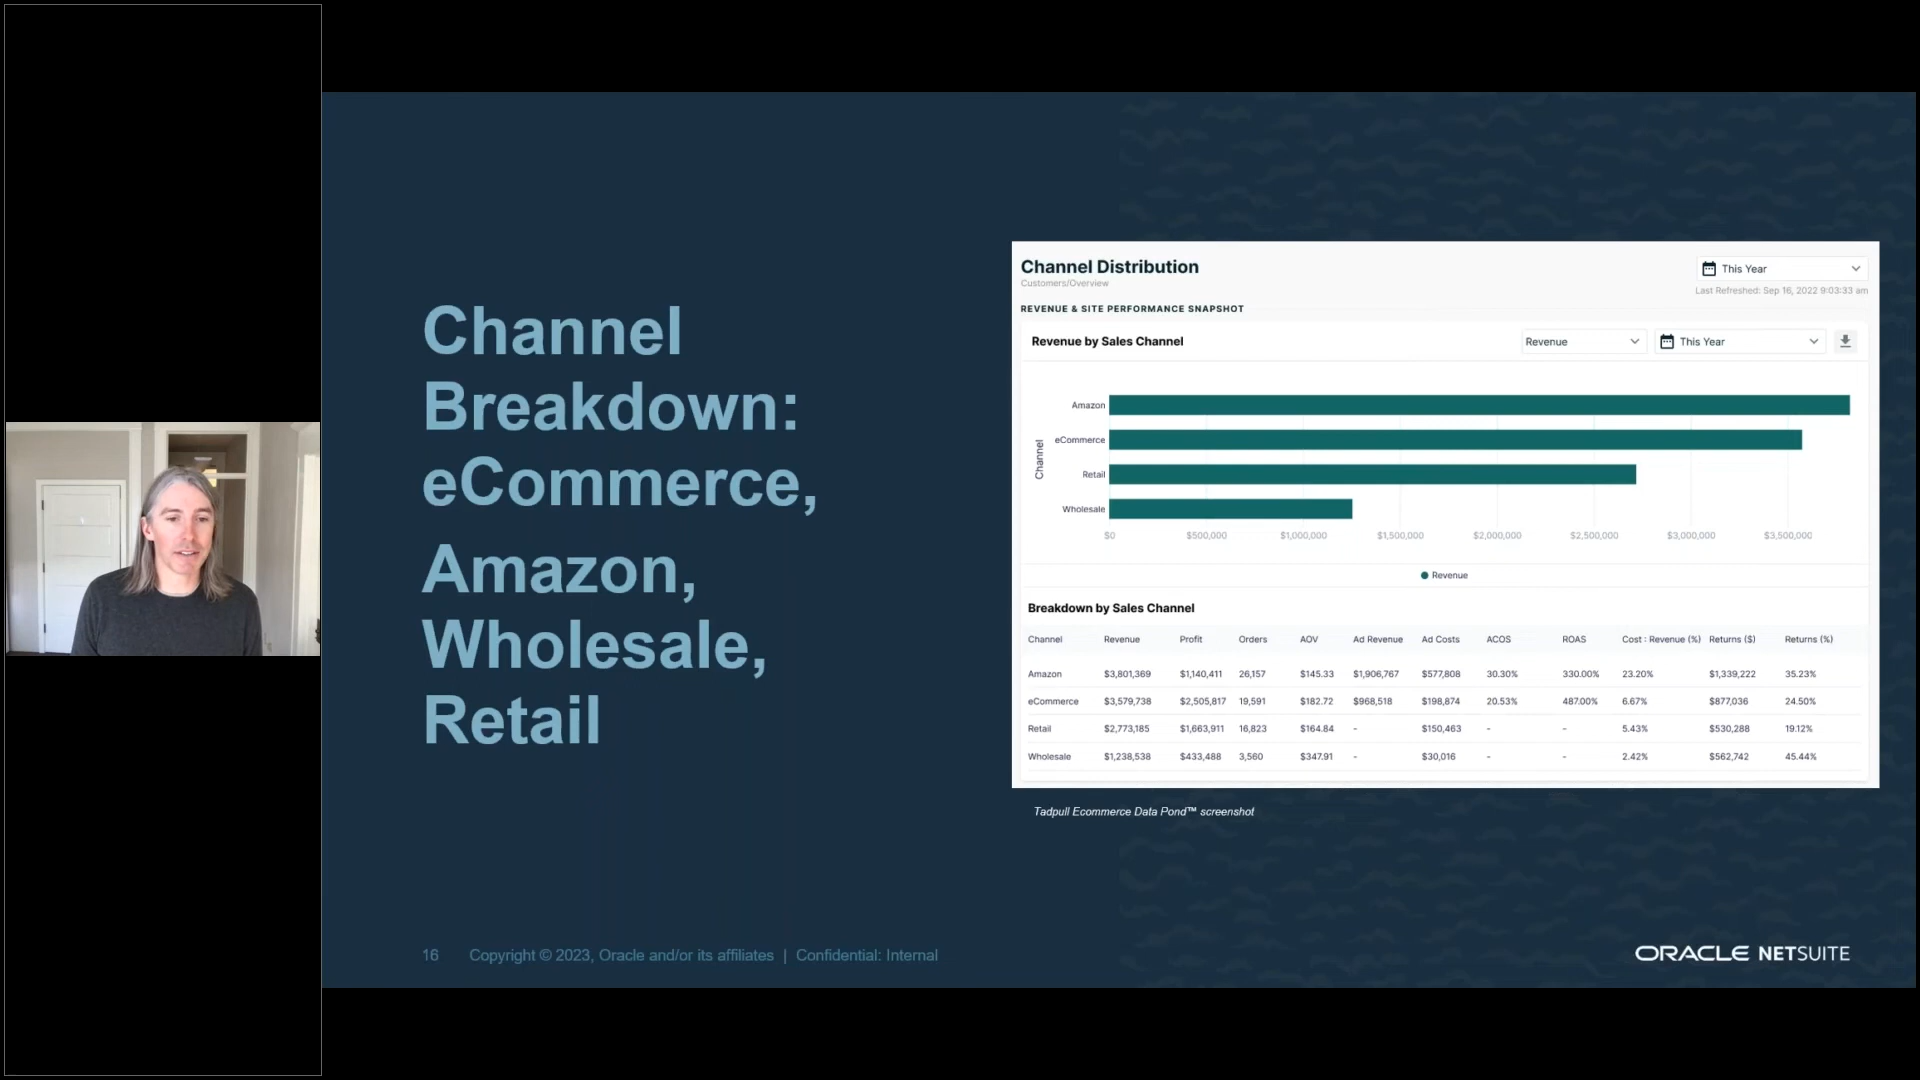 Channel
Breakdown:
eCommerce,
Amazon,
Wholesale,
Retail
Channel Distribution
Customers/Overview
This Year
Last Refreshed: Sep 16, 2022 9:03:33 am
REVENUE & SITE PERFORMANCE SNAPSHOT
Revenue by Sales Channel
Revenue
This Year
Channel
Amazon
eCommerce
Retail
Wholesale
$0 $500,000 $1,000,000 $1,500,000 $2,000,000 $2,500,000 $3,000,000 $3,500,000
Revenue
Breakdown by Sales Channel
Channel Revenue Profit Orders AOV Ad Revenue Ad Costs ACOS ROAS Cost : Revenue (%) Returns ($) Returns (%)
Amazon $3,801,369 $1,140,411 26,157 $145.33 $1,906,767 $577,808 30.30% 330.00% 23.20% $1,339,222 35.23%
eCommerce $3,579,738 $2,505,817 19,591 $182.72 $968,518 $198,874 20.53% 487.00% 6.67% $877,036 24.50%
Retail $2,773,185 $1,663,911 16,823 $164.84 - $150,463 - - 5.43% $530,288 19.12%
Wholesale $1,238,538 $433,488 3,560 $347.91 - $30,016 - - 2.42% $562,742 45.44%
Tadpull Ecommerce Data Pond™ screenshot
16 Copyright © 2023, Oracle and/or its affiliates | Confidential: Internal
ORACLE NETSUITE